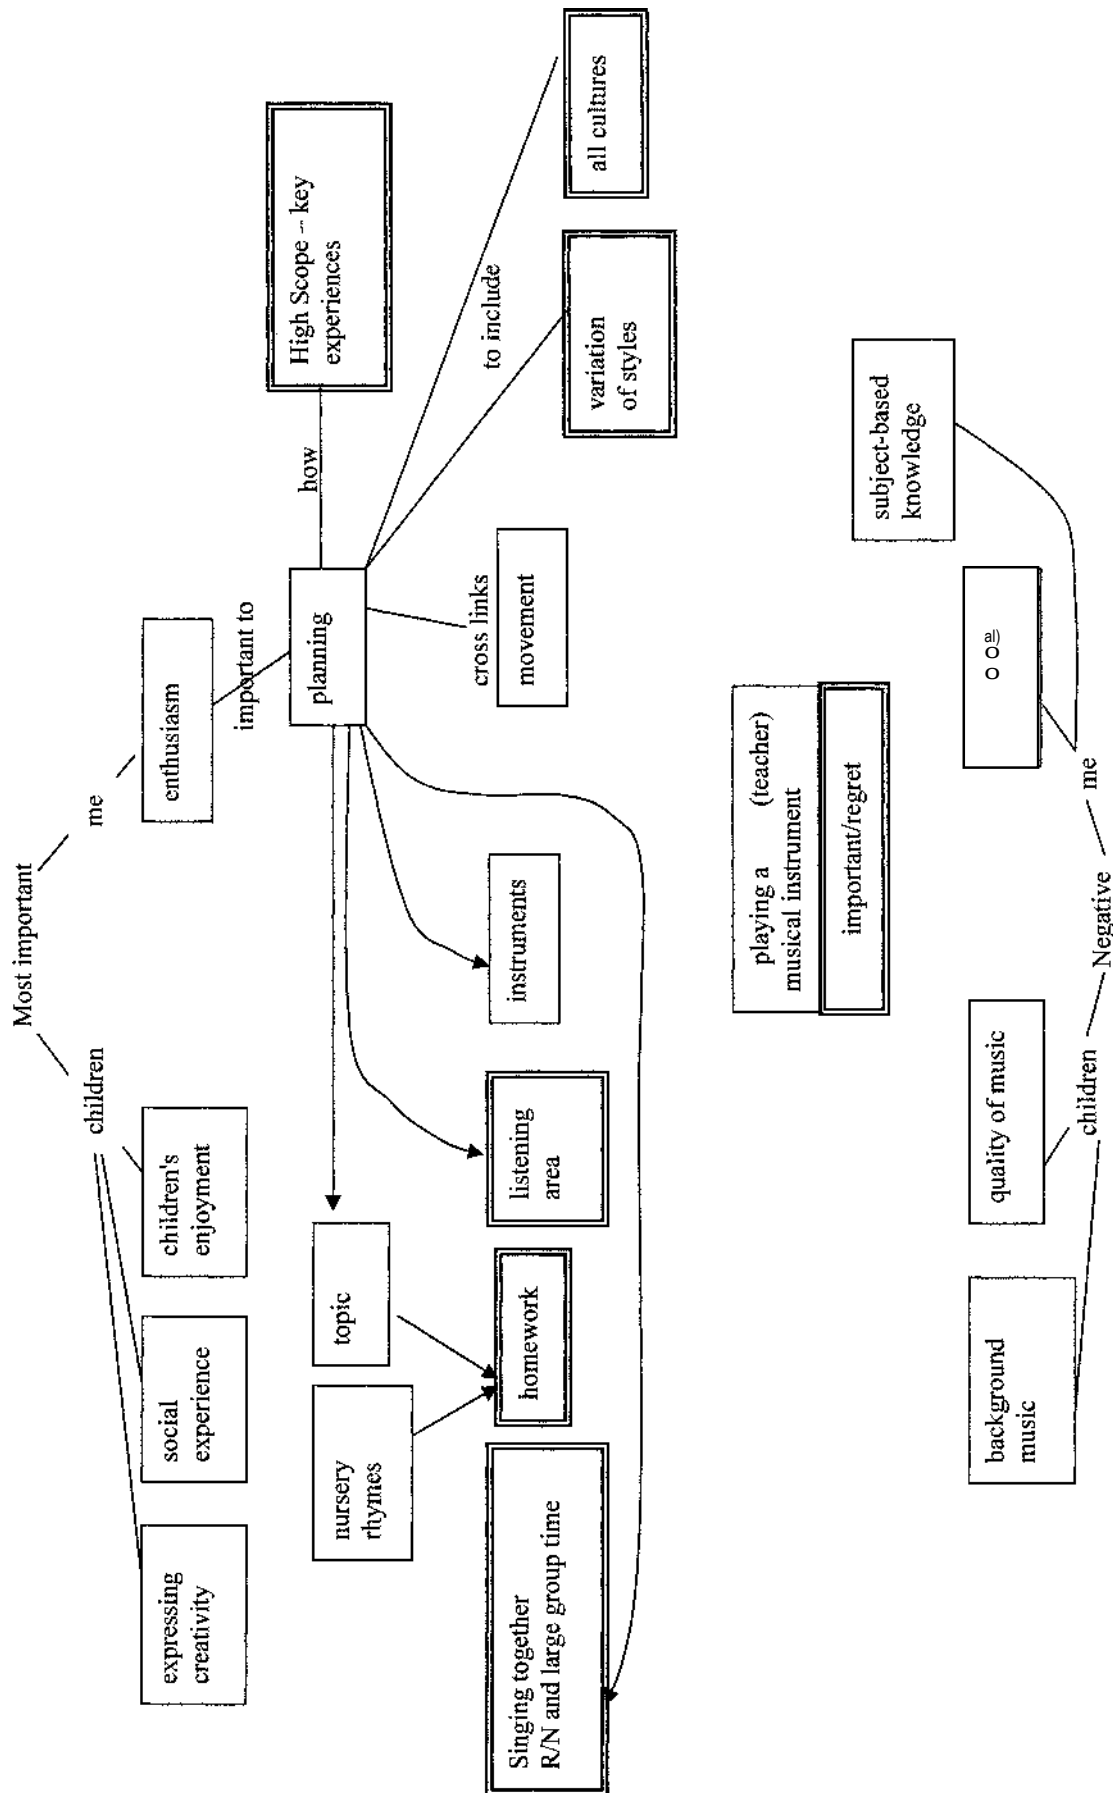 Most important
children
me
expressing
creativity
social
experience
children's
enjoyment
enthusiasm
important to
nursery
rhymes
topic
planning
how
High Scope – key
experiences
Singing together
R/N and large group time
homework
listening
area
instruments
cross links
movement
to include
variation
of styles
all cultures
playing a (teacher)
musical instrument
important/regret
background
music
quality of music
subject-based
knowledge
children
me
Negative